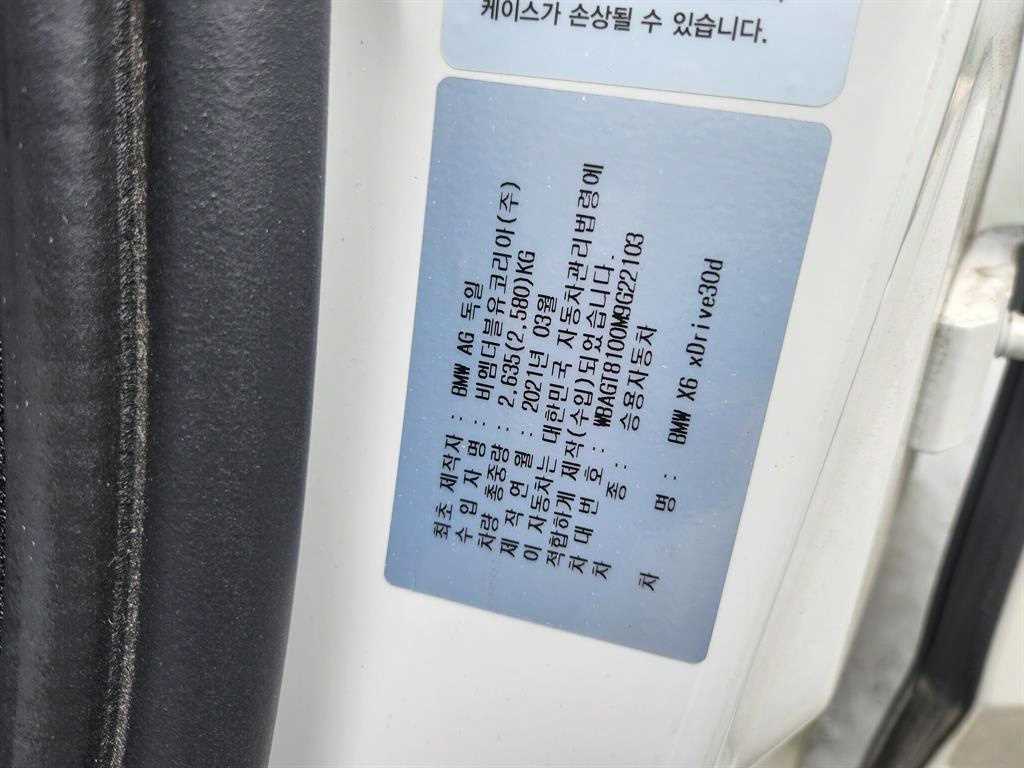 케이스가 손상될 수 있습니다.
최초 제작자 : BMW AG 독일
수 입 자 명 : 비엠더블유코리아(주)
차량 총중량 : 2,635(2,580)KG
제 작 연 월 : 2021년 03월
이 자동차는 대한민국 자동차관리법령에
적합하게 제작(수입)되었습니다.
차 대 번 호 : WBAGT8100M9G22103
차 종 : 승용자동차
차 명 : BMW X6 xDrive30d